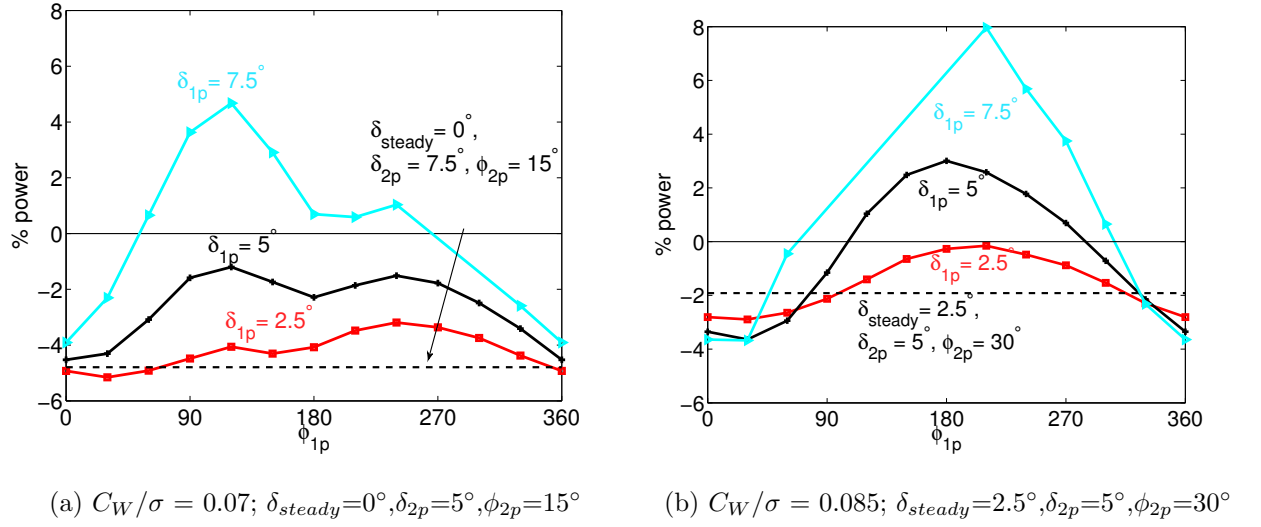 8
6
4
2
0
−2
−4
−6
% power
δ1p= 7.5°
δsteady= 0°,
δ2p= 7.5°, ϕ2p= 15°
δ1p= 5°
δ1p= 2.5°
0 90 180 270 360
ϕ1p
(a) CW/σ = 0.07; δsteady=0°,δ2p=5°,ϕ2p=15°
8
6
4
2
0
−2
−4
−6
% power
δ1p= 7.5°
δ1p= 5°
δ1p= 2.5°
δsteady= 2.5°,
δ2p= 5°, ϕ2p= 30°
0 90 180 270 360
ϕ1p
(b) CW/σ = 0.085; δsteady=2.5°,δ2p=5°,ϕ2p=30°